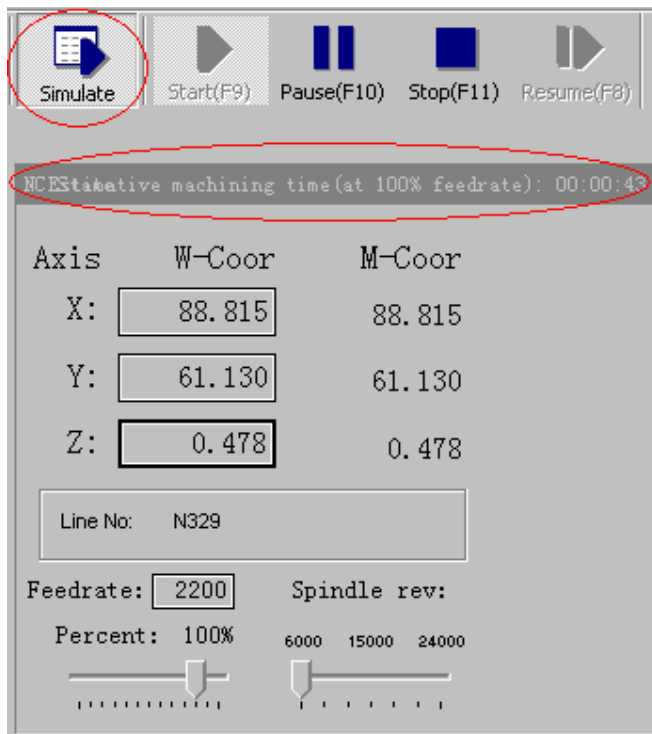 Simulate Start(F9) Pause(F10) Stop(F11) Resume(F8)
machining time(at 100% feedrate): 00:00:43
Axis W-Coor M-Coor
X: 88.815 88.815
Y: 61.130 61.130
Z: 0.478 0.478
Line No: N329
Feedrate: 2200 Spindle rev:
Percent: 100% 6000 15000 24000